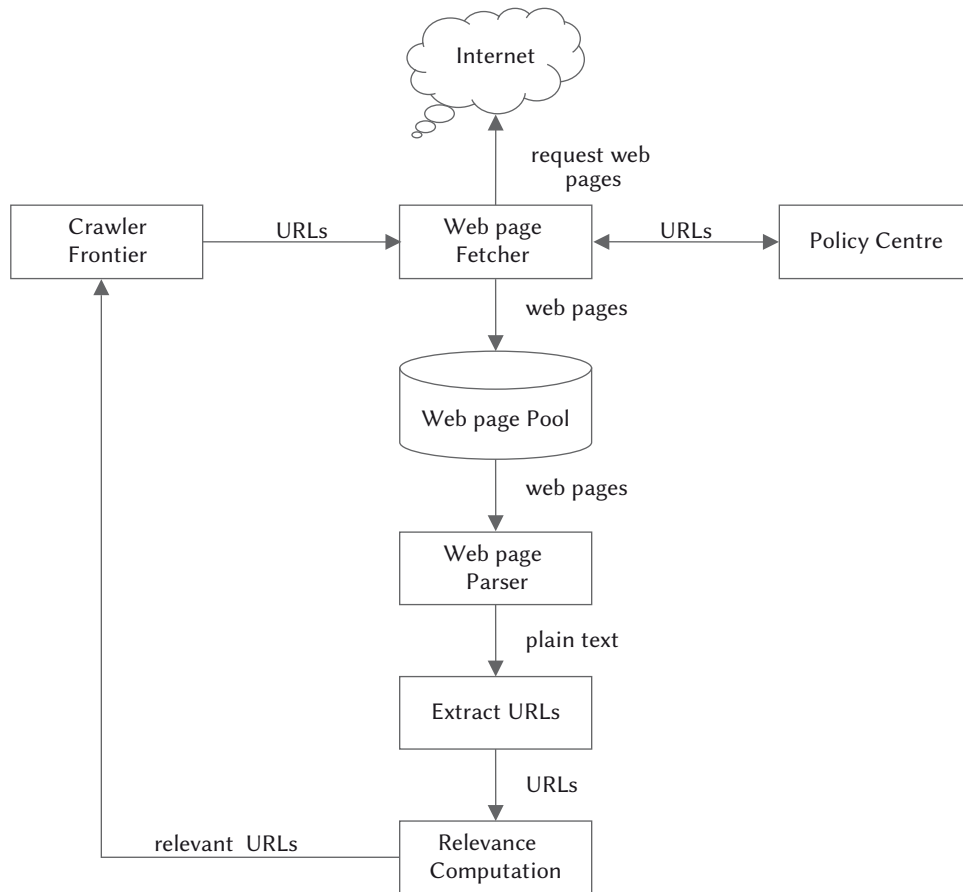 Internet
request web
pages
Crawler
Frontier
URLs
Web page
Fetcher
URLs
Policy Centre
web pages
Web page Pool
web pages
Web page
Parser
plain text
Extract URLs
URLs
relevant URLs
Relevance
Computation